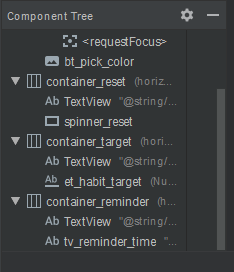 Component Tree
<requestFocus>
bt_pick_color
container_reset (horiz...
Ab TextView "@string/...
spinner_reset
container_target (hori...
Ab TextView "@string/...
Ab et_habit_target (Nu...
container_reminder (h...
Ab TextView "@string/...
Ab tv_reminder_time "...